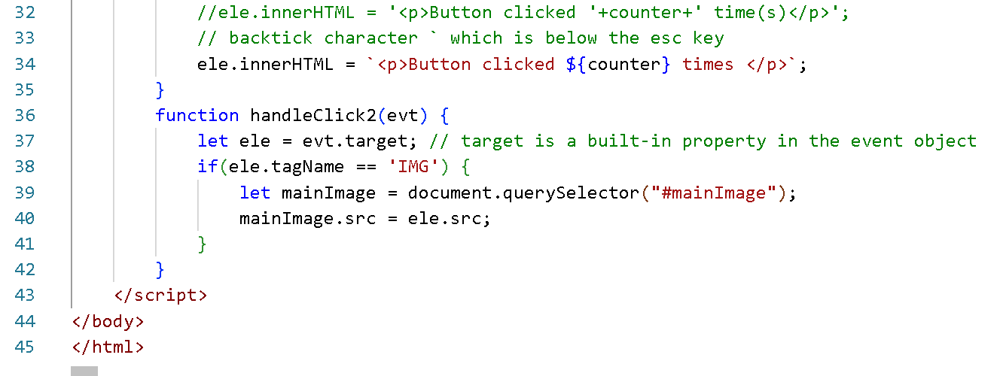 32 //ele.innerHTML = '<p>Button clicked '+counter+' time(s)</p>';
33 // backtick character ` which is below the esc key
34 ele.innerHTML = `<p>Button clicked ${counter} times </p>`;
35 }
36 function handleClick2(evt) {
37 let ele = evt.target; // target is a built-in property in the event object
38 if(ele.tagName == 'IMG') {
39 let mainImage = document.querySelector("#mainImage");
40 mainImage.src = ele.src;
41 }
42 }
43 </script>
44 </body>
45 </html>